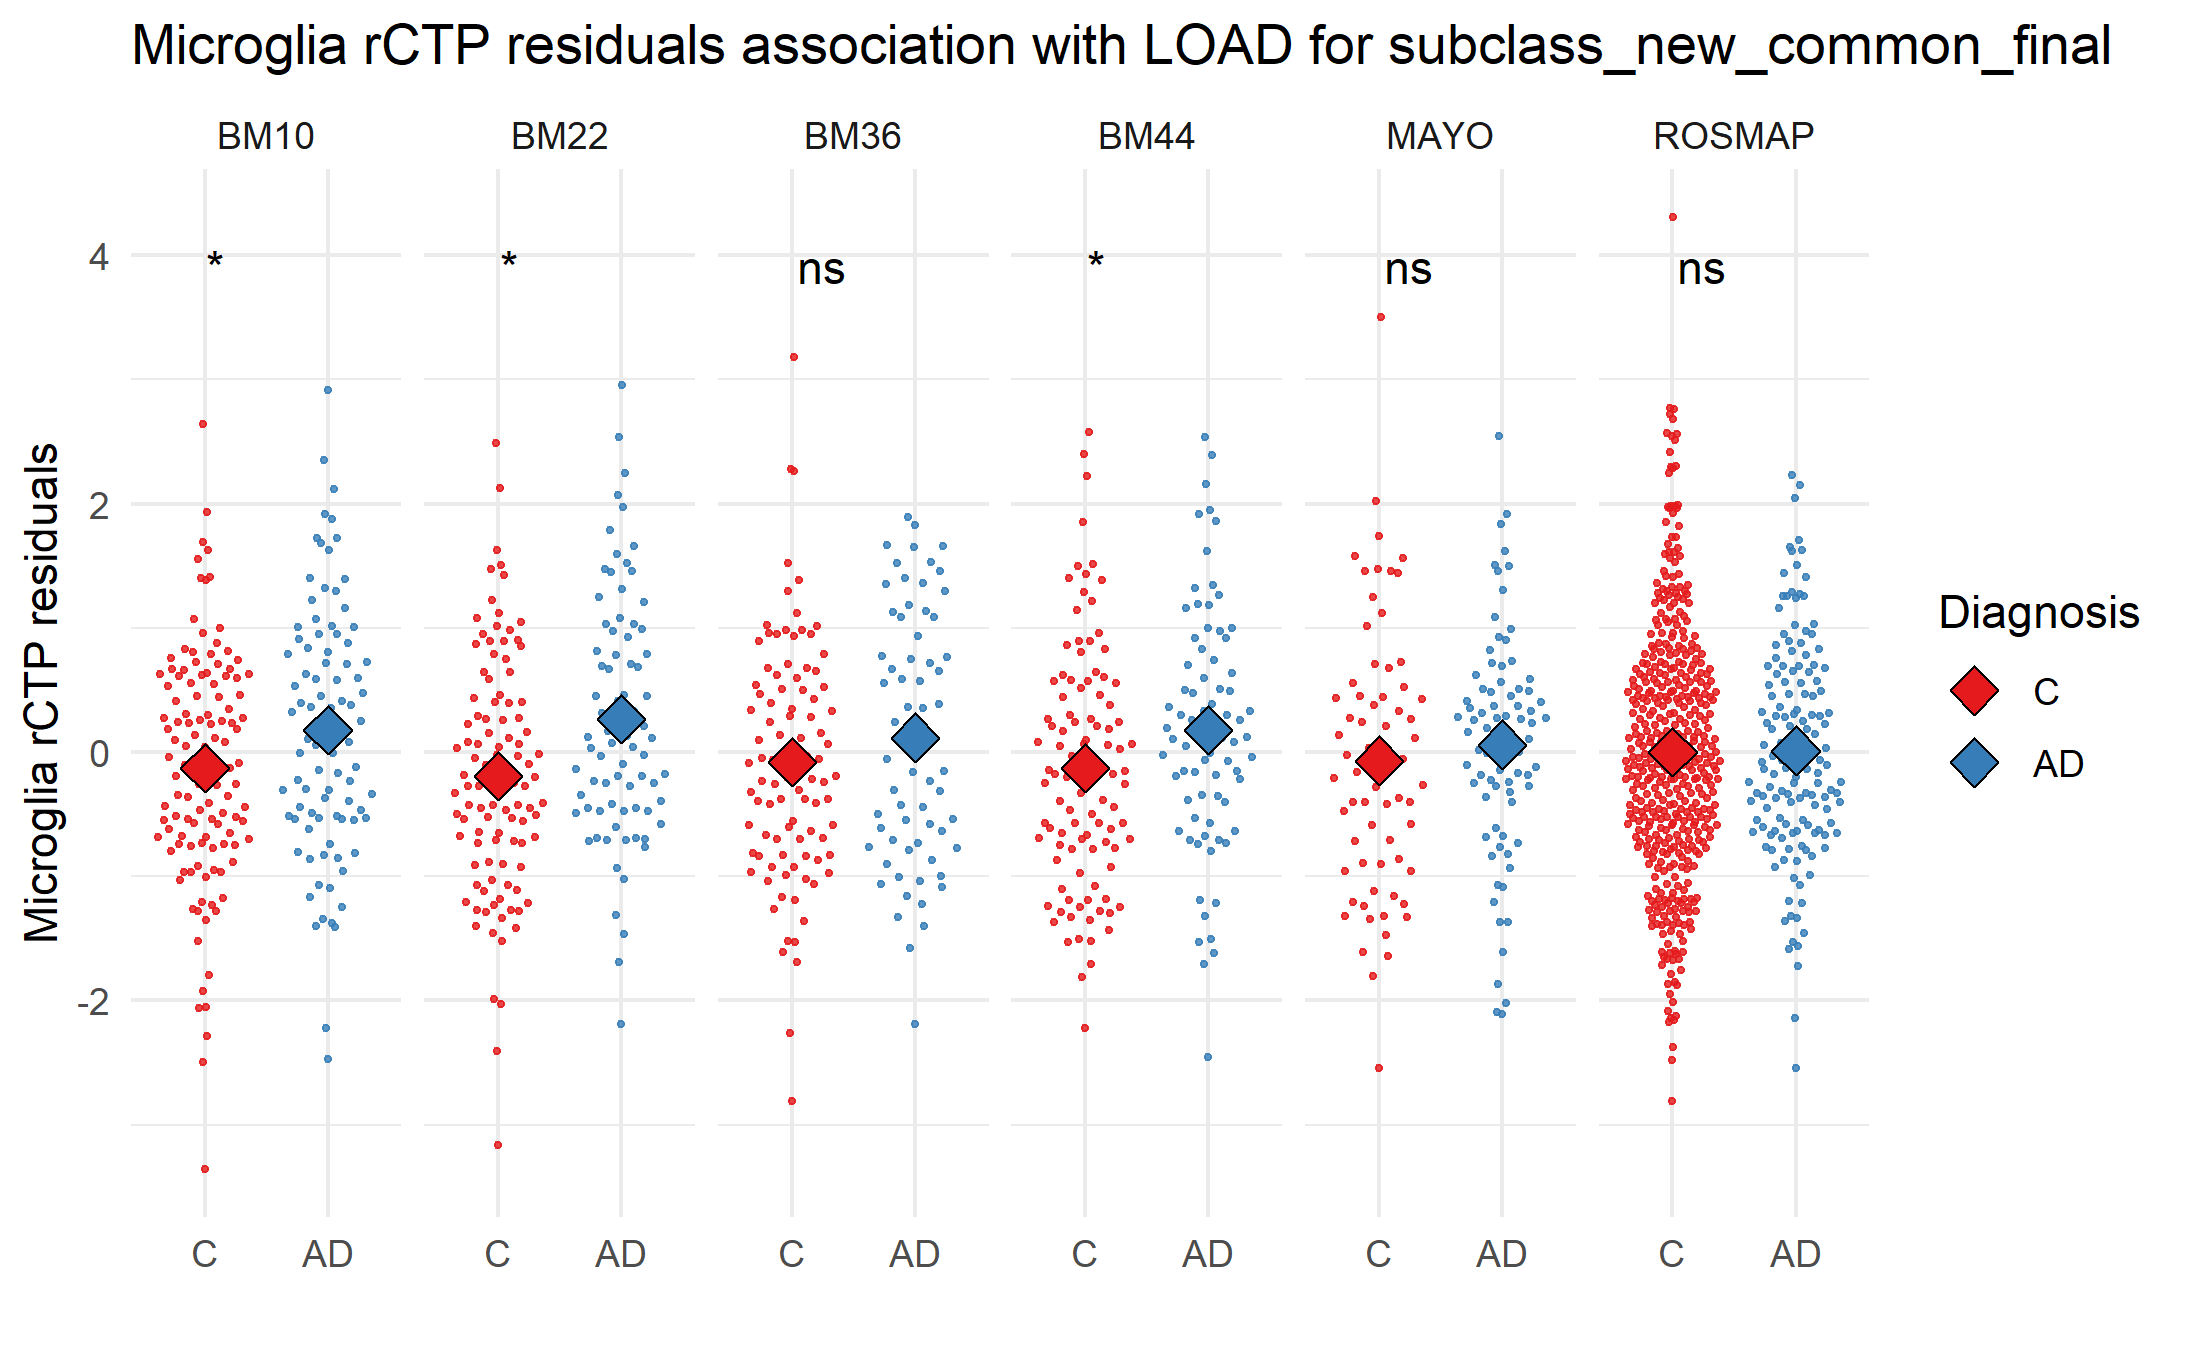 Microglia rCTP residuals association with LOAD for subclass_new_common_final
BM10 BM22 BM36 BM44 MAYO ROSMAP
* * ns * ns ns
4
2
0
-2
Microglia rCTP residuals
C AD C AD C AD C AD C AD C AD
Diagnosis
C
AD